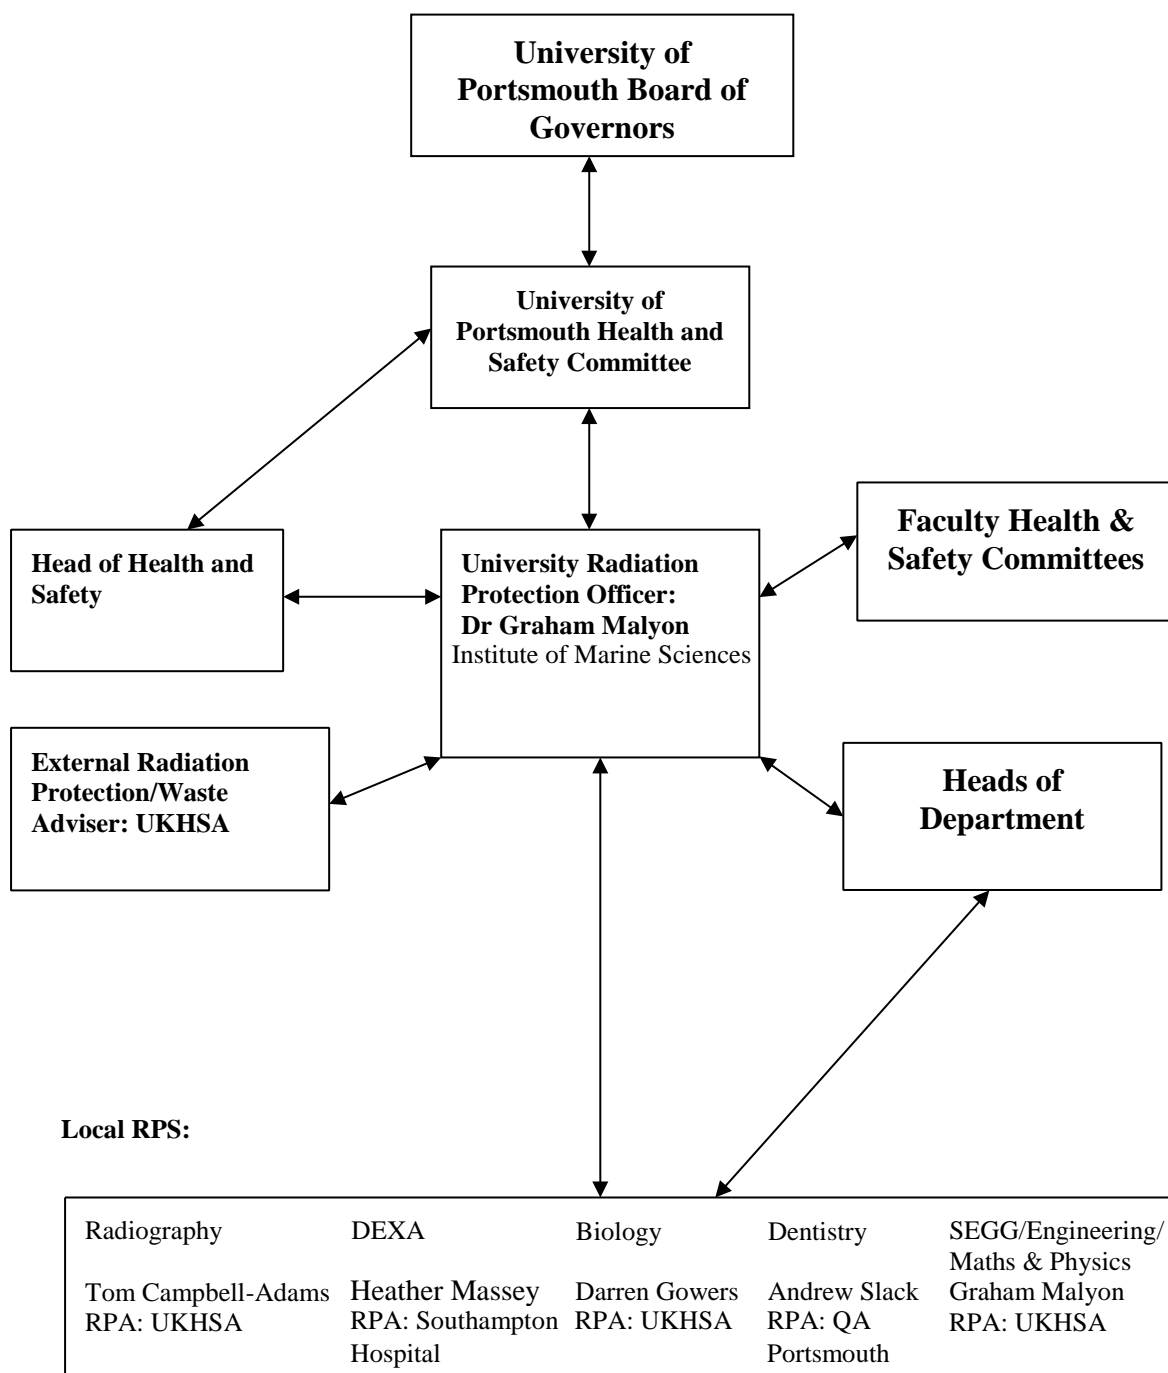 University of
Portsmouth Board of
Governors
University of
Portsmouth Health and
Safety Committee
Faculty Health &
Safety Committees
Head of Health and
Safety
University Radiation
Protection Officer:
Dr Graham Malyon
Institute of Marine Sciences
External Radiation
Protection/Waste
Adviser: UKHSA
Heads of
Department
Local RPS:
Radiography
Tom Campbell-Adams
RPA: UKHSA
DEXA
Heather Massey
RPA: Southampton
Hospital
Biology
Darren Gowers
RPA: UKHSA
Dentistry
Andrew Slack
RPA: QA
Portsmouth
SEGG/Engineering/
Maths & Physics
Graham Malyon
RPA: UKHSA